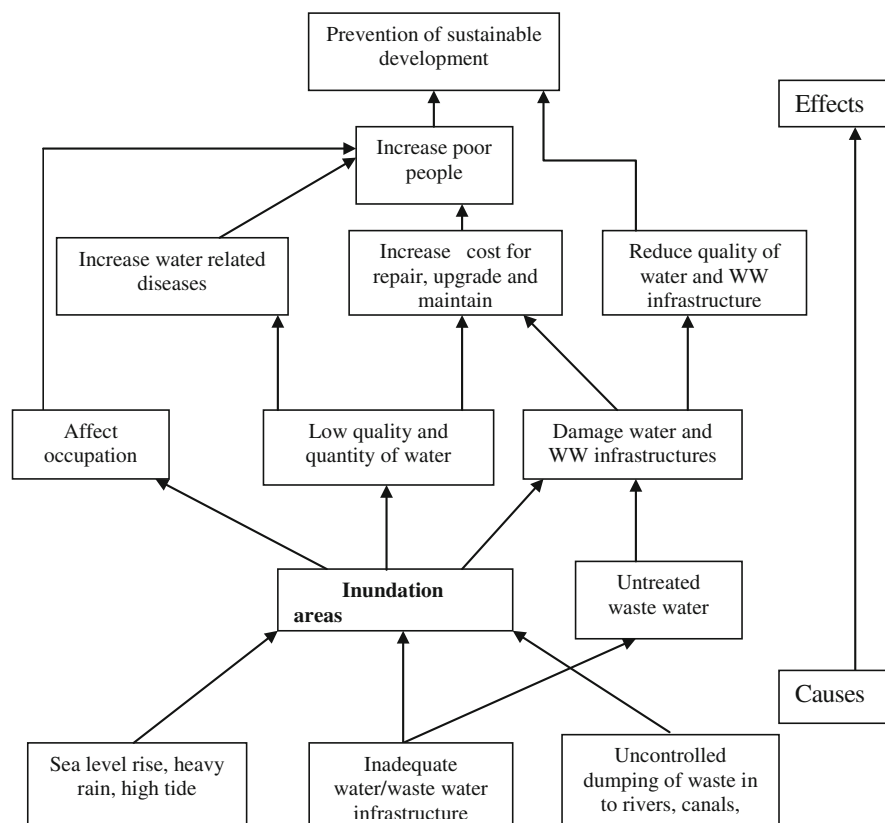 Prevention of sustainable
development
Effects
Increase poor
people
Increase water related
diseases
Increase cost for
repair, upgrade and
maintain
Reduce quality of
water and WW
infrastructure
Affect
occupation
Low quality and
quantity of water
Damage water and
WW infrastructures
Inundation
areas
Untreated
waste water
Causes
Sea level rise, heavy
rain, high tide
Inadequate
water/waste water
infrastructure
Uncontrolled
dumping of waste in
to rivers, canals,